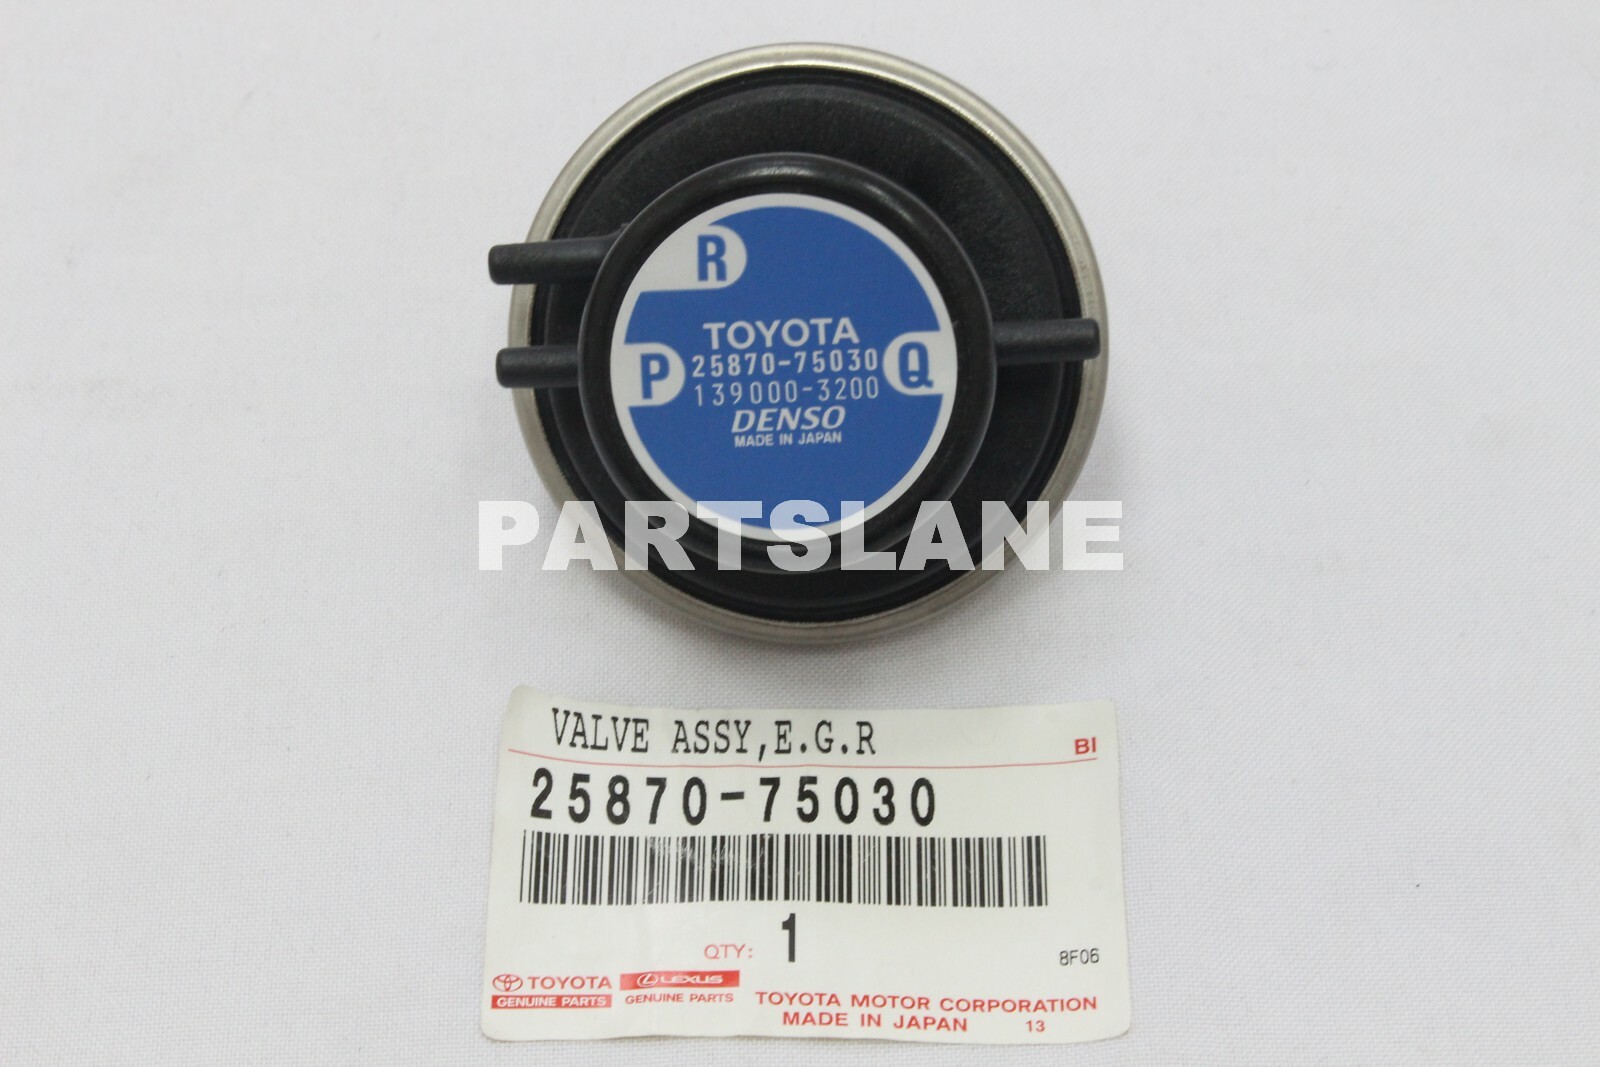 R
TOYOTA
25870-75030
P
Q
139000-3200
DENSO
MADE IN JAPAN
PARTSLANE
VALVE ASSY,E.G.R
BI
25870-75030
QTY: 1
8F06
TOYOTA
LEXUS
GENUINE PARTS
GENUINE PARTS
TOYOTA MOTOR CORPORATION
MADE IN JAPAN 13